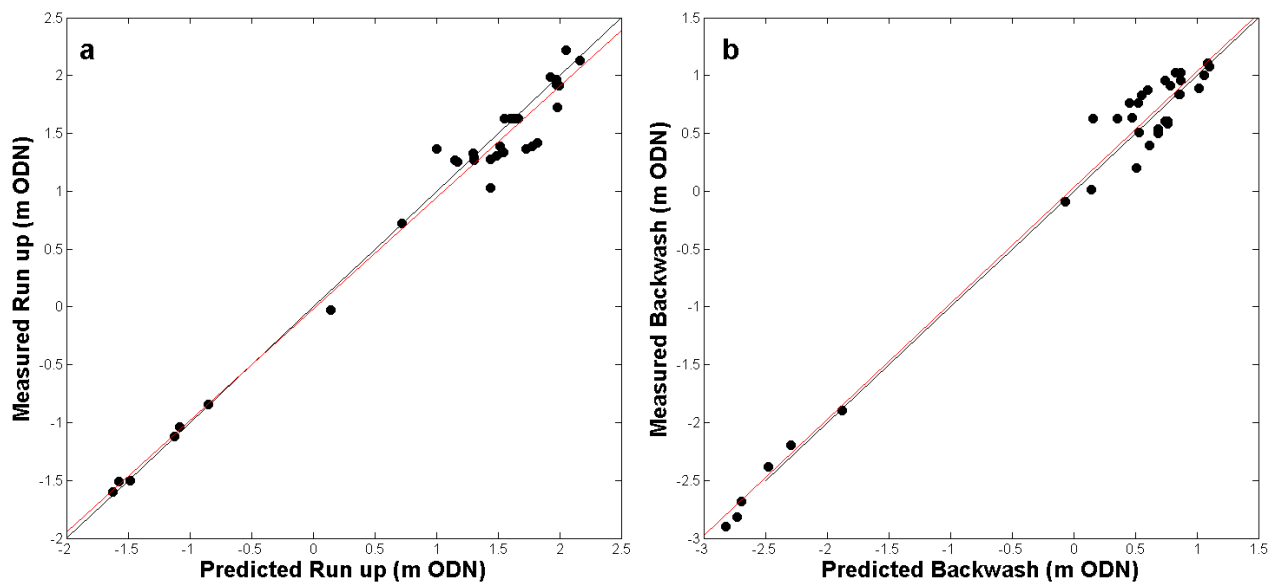 a
2.5
2
1.5
1
0.5
0
-0.5
-1
-1.5
-2
Measured Run up (m ODN)
-2 -1.5 -1 -0.5 0 0.5 1 1.5 2 2.5
Predicted Run up (m ODN)
b
1.5
1
0.5
0
-0.5
-1
-1.5
-2
-2.5
-3
Measured Backwash (m ODN)
-3 -2.5 -2 -1.5 -1 -0.5 0 0.5 1 1.5
Predicted Backwash (m ODN)